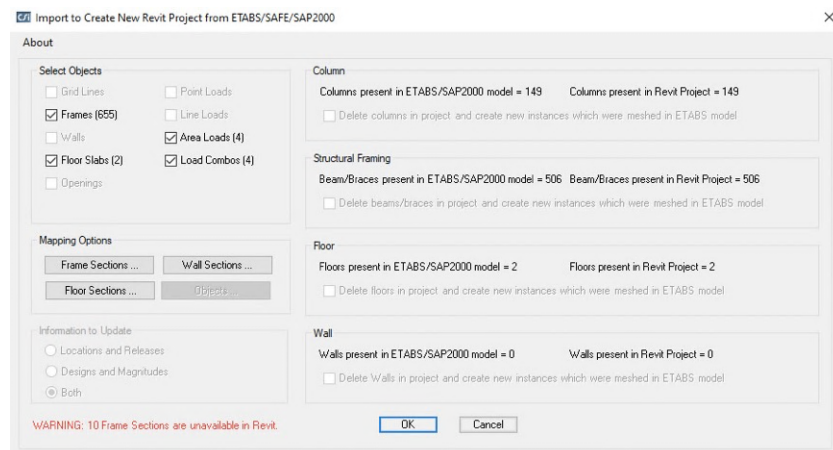 CSi Import to Create New Revit Project from ETABS/SAFE/SAP2000
About
Select Objects
Grid Lines
Point Loads
Frames (655)
Line Loads
Walls
Area Loads (4)
Floor Slabs (2)
Load Combos (4)
Openings
Mapping Options
Frame Sections ...
Wall Sections ...
Floor Sections ...
Objects ...
Information to Update
Locations and Releases
Designs and Magnitudes
Both
WARNING: 10 Frame Sections are unavailable in Revit.
Column
Columns present in ETABS/SAP2000 model = 149 Columns present in Revit Project = 149
Delete columns in project and create new instances which were meshed in ETABS model
Structural Framing
Beam/Braces present in ETABS/SAP2000 model = 506 Beam/Braces present in Revit Project = 506
Delete beams/braces in project and create new instances which were meshed in ETABS model
Floor
Floors present in ETABS/SAP2000 model = 2 Floors present in Revit Project = 2
Delete floors in project and create new instances which were meshed in ETABS model
Wall
Walls present in ETABS/SAP2000 model = 0 Walls present in Revit Project = 0
Delete Walls in project and create new instances which were meshed in ETABS model
OK
Cancel